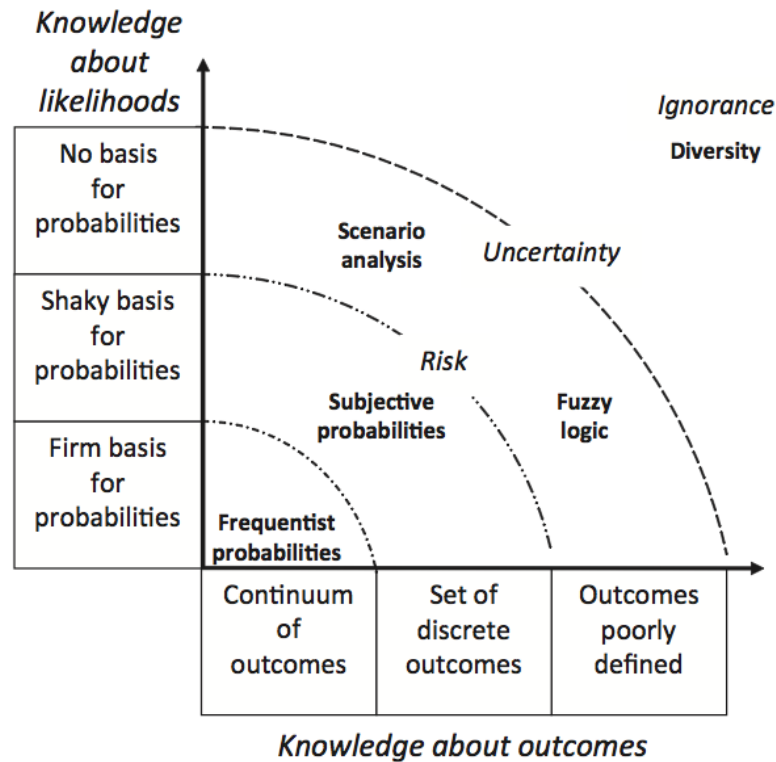 Knowledge
about
likelihoods
Ignorance
Diversity
No basis
for
probabilities
Scenario
analysis
Uncertainty
Shaky basis
for
probabilities
Risk
Subjective
probabilities
Fuzzy
logic
Firm basis
for
probabilities
Frequentist
probabilities
Continuum
of
outcomes
Set of
discrete
outcomes
Outcomes
poorly
defined
Knowledge about outcomes